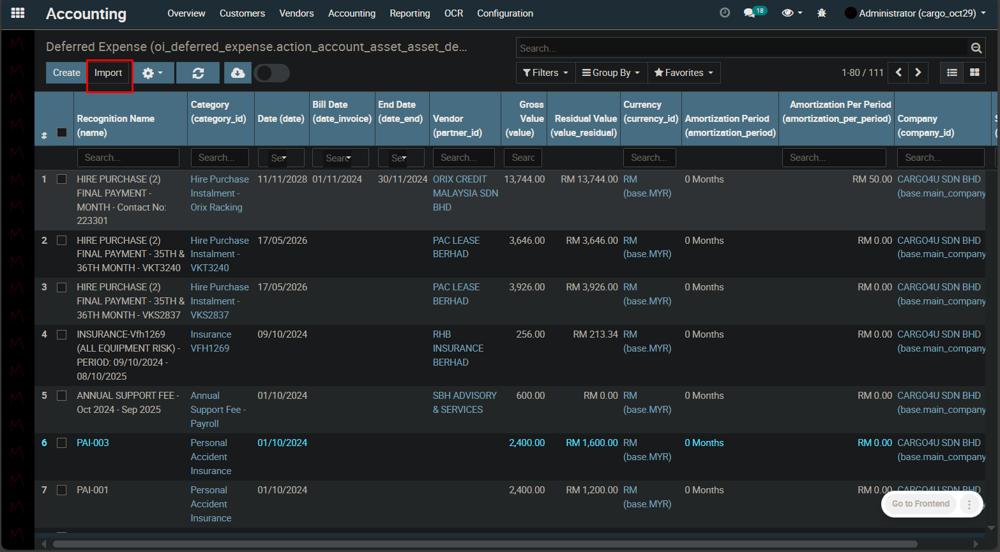 Accounting Overview Customers Vendors Accounting Reporting OCR Configuration 18 Administrator (cargo_oct29)
Deferred Expense (oi_deferred_expense.action_account_asset_asset_de...
Search...
Create Import
Filters Group By Favorites 1-80 / 111
# Recognition Name (name) Category (category_id) Date (date) Bill Date (date_invoice) End Date (date_end) Vendor (partner_id) Gross Value (value) Residual Value (value_residual) Currency (currency_id) Amortization Period (amortization_period) Amortization Per Period (amortization_per_period) Company (company_id)
Search... Search... Se Searc Se Search... Searc Search... Search... Search...
1 HIRE PURCHASE (2) Hire Purchase 11/11/2028 01/11/2024 30/11/2024 ORIX CREDIT 13,744.00 RM 13,744.00 RM 0 Months RM 50.00 CARGO4U SDN BHD
FINAL PAYMENT - Instalment - MALAYSIA SDN (base.MYR) (base.main_company
MONTH - Contact No: Orix Racking BHD
223301
2 HIRE PURCHASE (2) Hire Purchase 17/05/2026 PAC LEASE 3,646.00 RM 3,646.00 RM 0 Months RM 0.00 CARGO4U SDN BHD
FINAL PAYMENT - 35TH & Instalment - BERHAD (base.MYR) (base.main_company
36TH MONTH - VKT3240 VKT3240
3 HIRE PURCHASE (2) Hire Purchase 17/05/2026 PAC LEASE 3,926.00 RM 3,926.00 RM 0 Months RM 0.00 CARGO4U SDN BHD
FINAL PAYMENT - 35TH & Instalment - BERHAD (base.MYR) (base.main_company
36TH MONTH - VKS2837 VKS2837
4 INSURANCE-Vfh1269 Insurance 09/10/2024 RHB 256.00 RM 213.34 RM 0 Months RM 0.00 CARGO4U SDN BHD
(ALL EQUIPMENT RISK) - VFH1269 INSURANCE (base.MYR) (base.main_company
PERIOD: 09/10/2024 - BERHAD
08/10/2025
5 ANNUAL SUPPORT FEE - Annual 01/10/2024 SBH ADVISORY 600.00 RM 0.00 RM 0 Months RM 0.00 CARGO4U SDN BHD
Oct 2024 - Sep 2025 Support Fee - & SERVICES (base.MYR) (base.main_company
Payroll
6 PAI-003 Personal 01/10/2024 2,400.00 RM 1,600.00 RM 0 Months RM 0.00 CARGO4U SDN BHD
Accident (base.MYR) (base.main_company
Insurance
7 PAI-001 Personal 01/10/2024 2,400.00 RM 1,200.00 RM 0 Months RM 0.00 CARGO4U SDN BHD
Accident (base.MYR)
Insurance
Go to Frontend